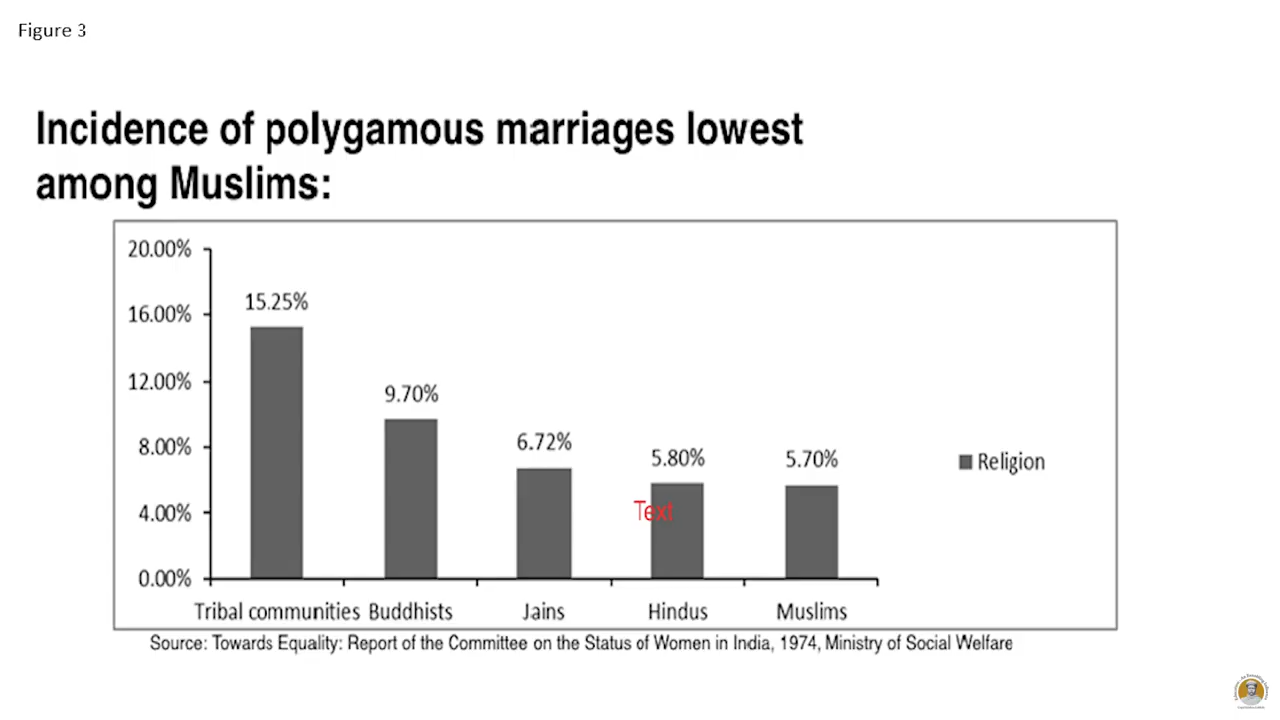 Figure 3
Incidence of polygamous marriages lowest
among Muslims:
20.00%
16.00%
12.00%
8.00%
4.00%
0.00%
15.25%
9.70%
6.72%
5.80%
5.70%
Text
Religion
Tribal communities Buddhists Jains Hindus Muslims
Source: Towards Equality: Report of the Committee on the Status of Women in India, 1974, Ministry of Social Welfare